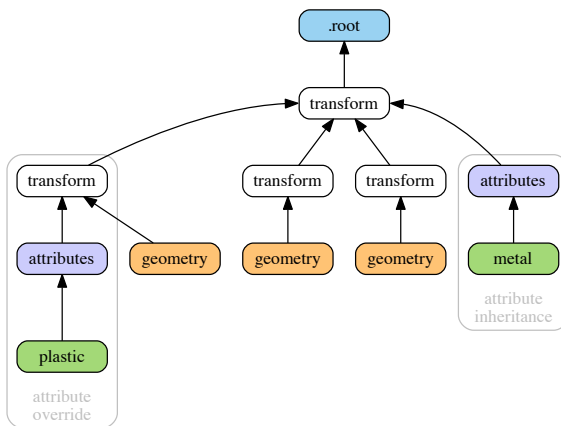 .root
transform
transform
transform
transform
attributes
attributes
geometry
geometry
geometry
metal
attribute
inheritance
plastic
attribute
override